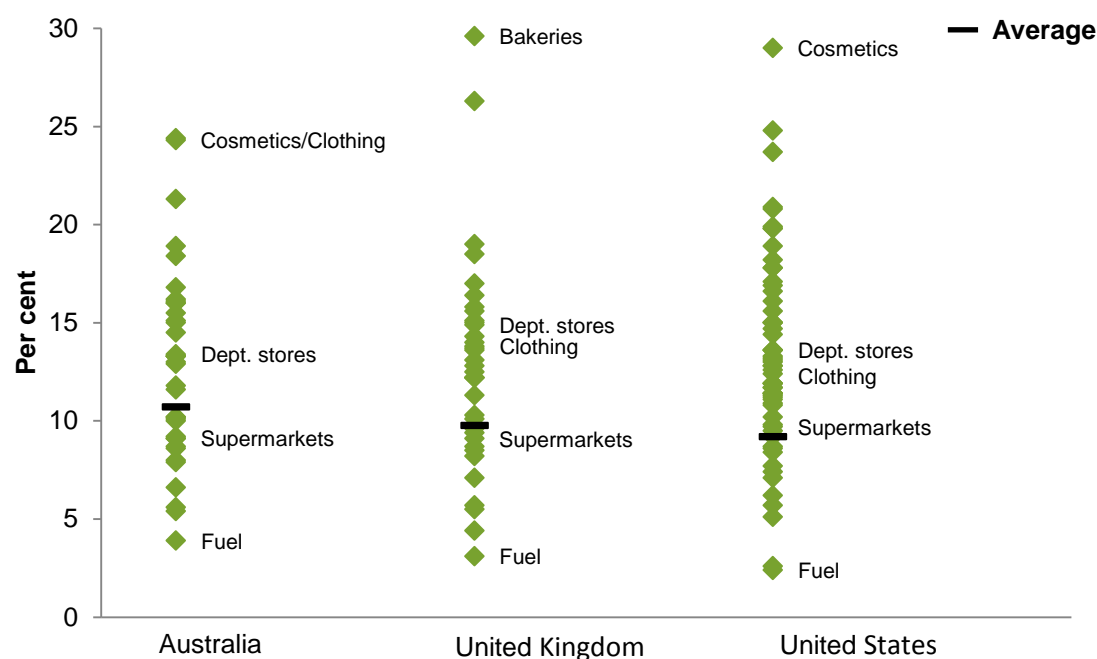 Per cent
30
25
20
15
10
5
0
Average
Cosmetics/Clothing
Dept. stores
Supermarkets
Fuel
Bakeries
Dept. stores
Clothing
Supermarkets
Fuel
Cosmetics
Dept. stores
Clothing
Supermarkets
Fuel
Australia
United Kingdom
United States